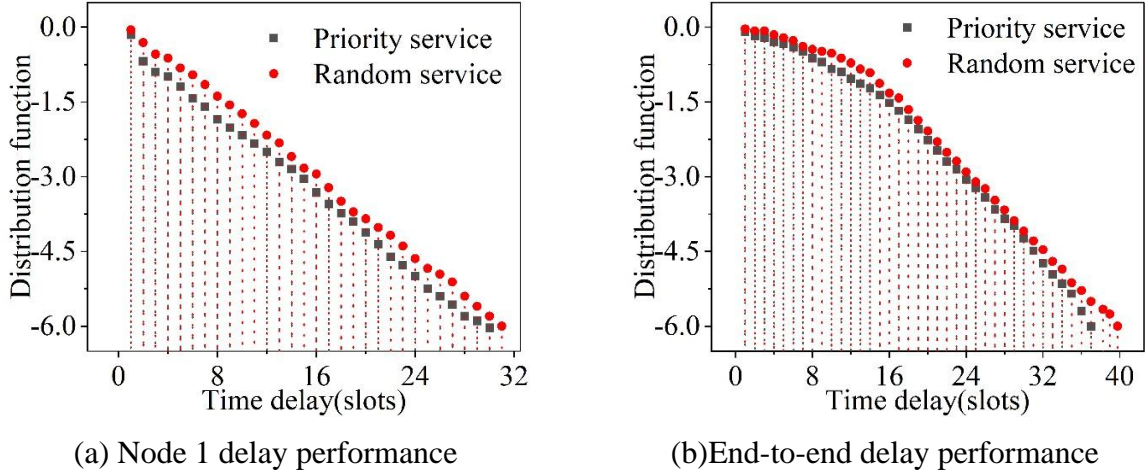 0.0
-1.5
-3.0
-4.5
-6.0
Distribution function
Priority service
Random service
0 8 16 24 32
Time delay(slots)
(a) Node 1 delay performance
0.0
-1.5
-3.0
-4.5
-6.0
Distribution function
Priority service
Random service
0 8 16 24 32 40
Time delay(slots)
(b)End-to-end delay performance